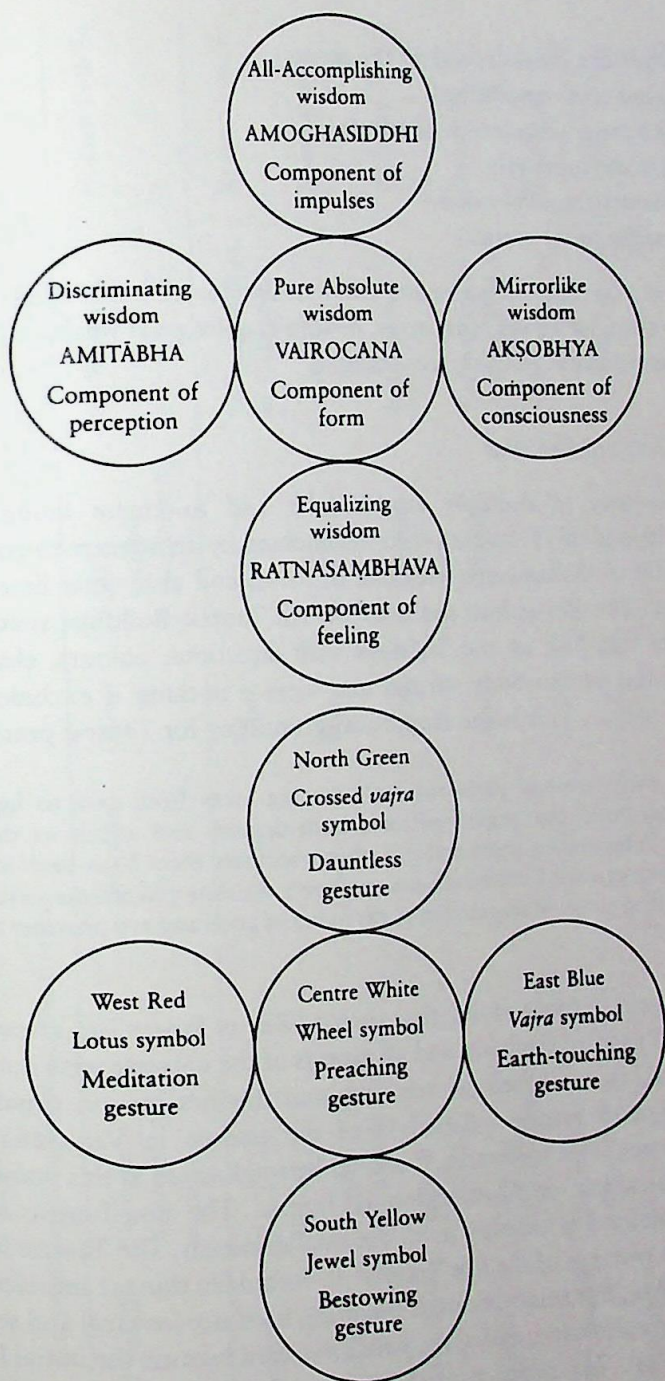 All-Accomplishing
wisdom
AMOGHASIDDHI
Component of
impulses
Discriminating
wisdom
AMITĀBHA
Component of
perception
Pure Absolute
wisdom
VAIROCANA
Component of
form
Mirrorlike
wisdom
AKṢOBHYA
Component of
consciousness
Equalizing
wisdom
RATNASAṂBHAVA
Component of
feeling
North Green
Crossed vajra
symbol
Dauntless
gesture
West Red
Lotus symbol
Meditation
gesture
Centre White
Wheel symbol
Preaching
gesture
East Blue
Vajra symbol
Earth-touching
gesture
South Yellow
Jewel symbol
Bestowing
gesture